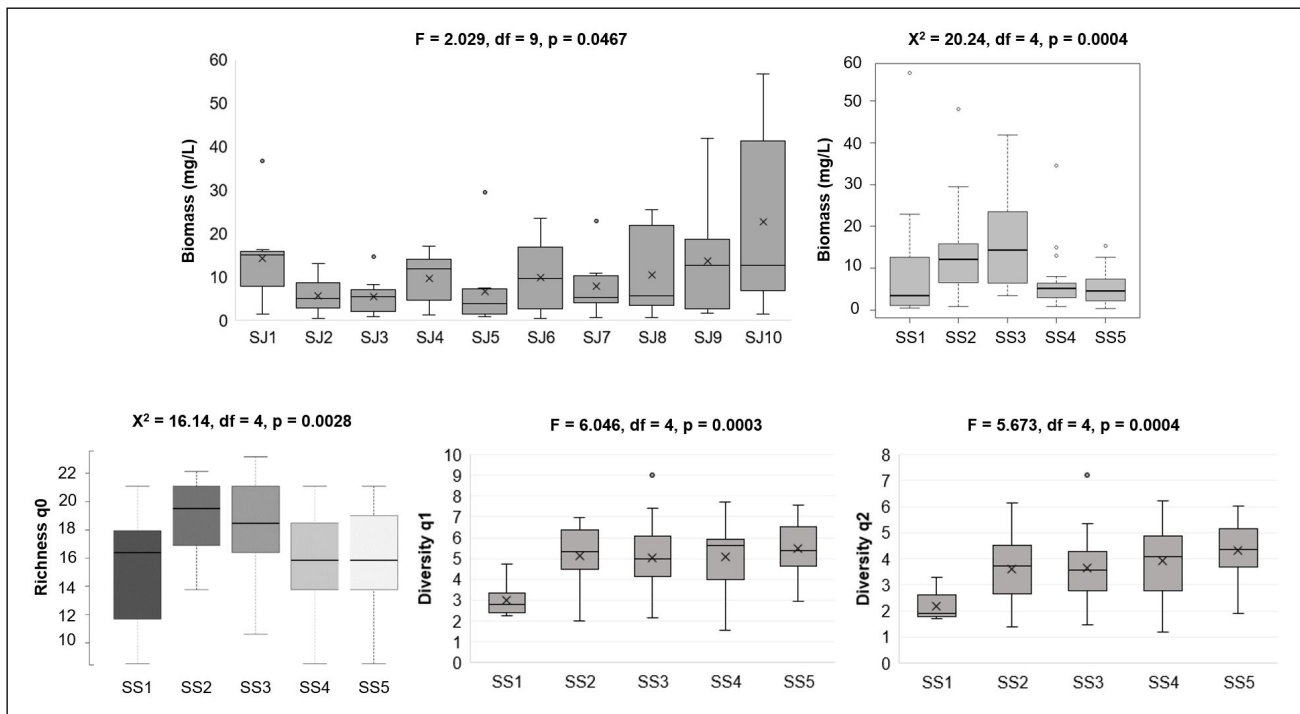 F = 2.029, df = 9, p = 0.0467
Biomass (mg/L)
60
50
40
30
20
10
0
SJ1 SJ2 SJ3 SJ4 SJ5 SJ6 SJ7 SJ8 SJ9 SJ10
X² = 20.24, df = 4, p = 0.0004
Biomass (mg/L)
60
50
40
30
20
10
0
SS1 SS2 SS3 SS4 SS5
X² = 16.14, df = 4, p = 0.0028
Richness q0
22
20
18
16
14
12
10
SS1 SS2 SS3 SS4 SS5
F = 6.046, df = 4, p = 0.0003
Diversity q1
10
9
8
7
6
5
4
3
2
1
0
SS1 SS2 SS3 SS4 SS5
F = 5.673, df = 4, p = 0.0004
Diversity q2
8
7
6
5
4
3
2
1
0
SS1 SS2 SS3 SS4 SS5